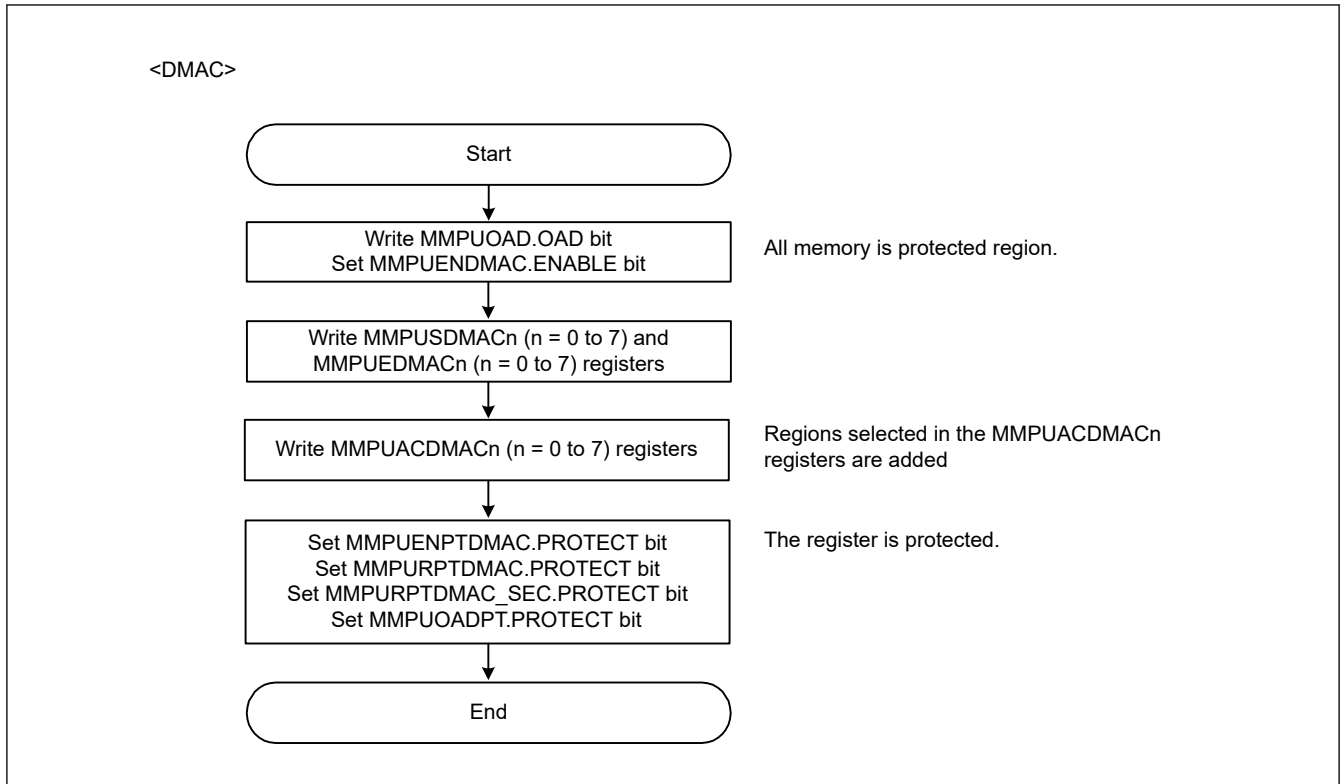 <DMAC>
Start
Write MMPUOAD.OAD bit
Set MMPUENDMAC.ENABLE bit
All memory is protected region.
Write MMPUSDMACn (n = 0 to 7) and
MMPUEDMACn (n = 0 to 7) registers
Write MMPUACDMACn (n = 0 to 7) registers
Regions selected in the MMPUACDMACn
registers are added
Set MMPUENPTDMAC.PROTECT bit
Set MMPURPTDMAC.PROTECT bit
Set MMPURPTDMAC_SEC.PROTECT bit
Set MMPUOADPT.PROTECT bit
The register is protected.
End